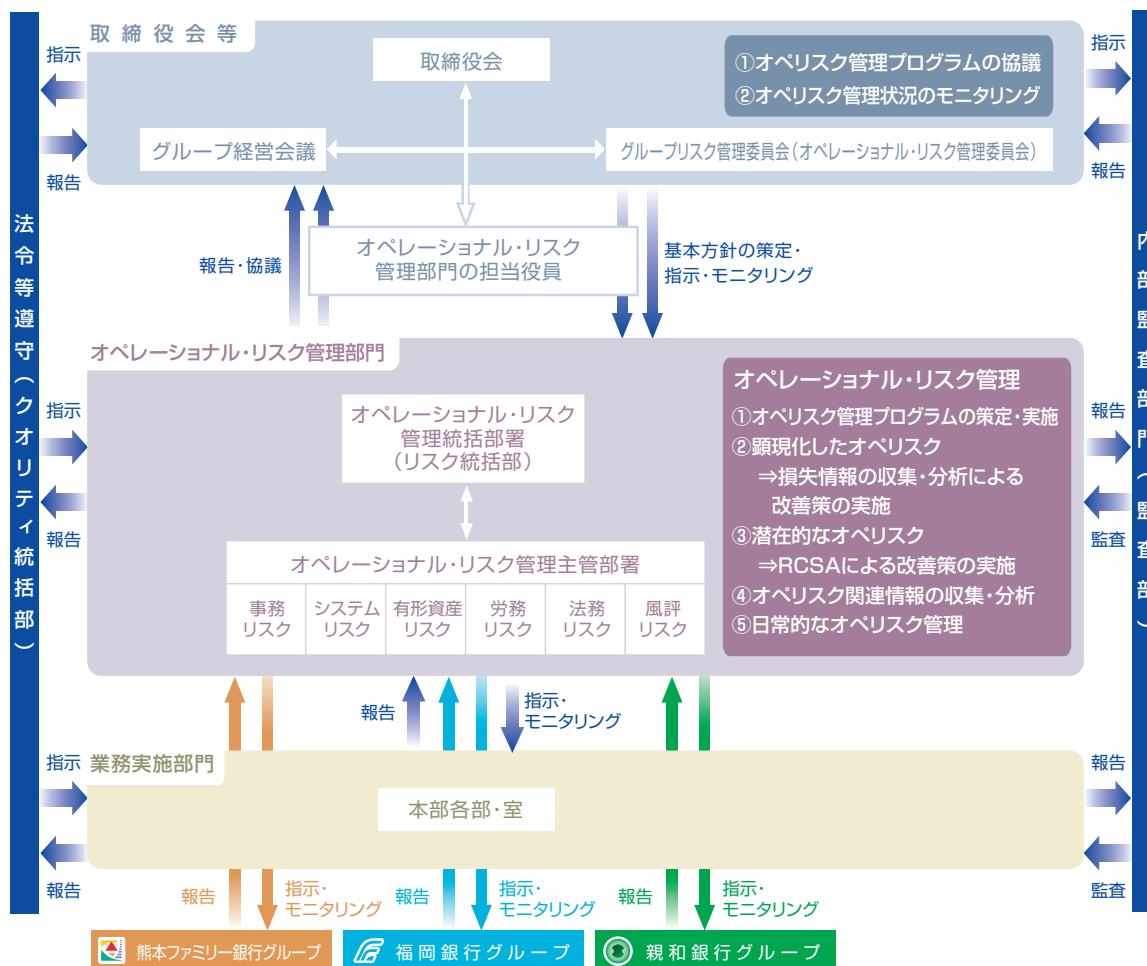 法令等遵守(クオリティ統括部)
指示
報告
取締役会等
取締役会
①オペリスク管理プログラムの協議
②オペリスク管理状況のモニタリング
グループ経営会議
グループリスク管理委員会(オペレーショナル・リスク管理委員会)
指示
報告
報告・協議
オペレーショナル・リスク
管理部門の担当役員
基本方針の策定・
指示・モニタリング
オペレーショナル・リスク管理部門
指示
報告
オペレーショナル・リスク
管理統括部署
(リスク統括部)
オペレーショナル・リスク管理主管部署
事務
リスク
システム
リスク
有形資産
リスク
労務
リスク
法務
リスク
風評
リスク
オペレーショナル・リスク管理
①オペリスク管理プログラムの策定・実施
②顕現化したオペリスク
⇒損失情報の収集・分析による
改善策の実施
③潜在的なオペリスク
⇒RCSAによる改善策の実施
④オペリスク関連情報の収集・分析
⑤日常的なオペリスク管理
報告
監査
報告
指示・
モニタリング
業務実施部門
指示
報告
本部各部・室
報告
監査
報告
指示・
モニタリング
報告
指示・
モニタリング
報告
指示・
モニタリング
熊本ファミリー銀行グループ
福岡銀行グループ
親和銀行グループ
内部監査部門(監査部)